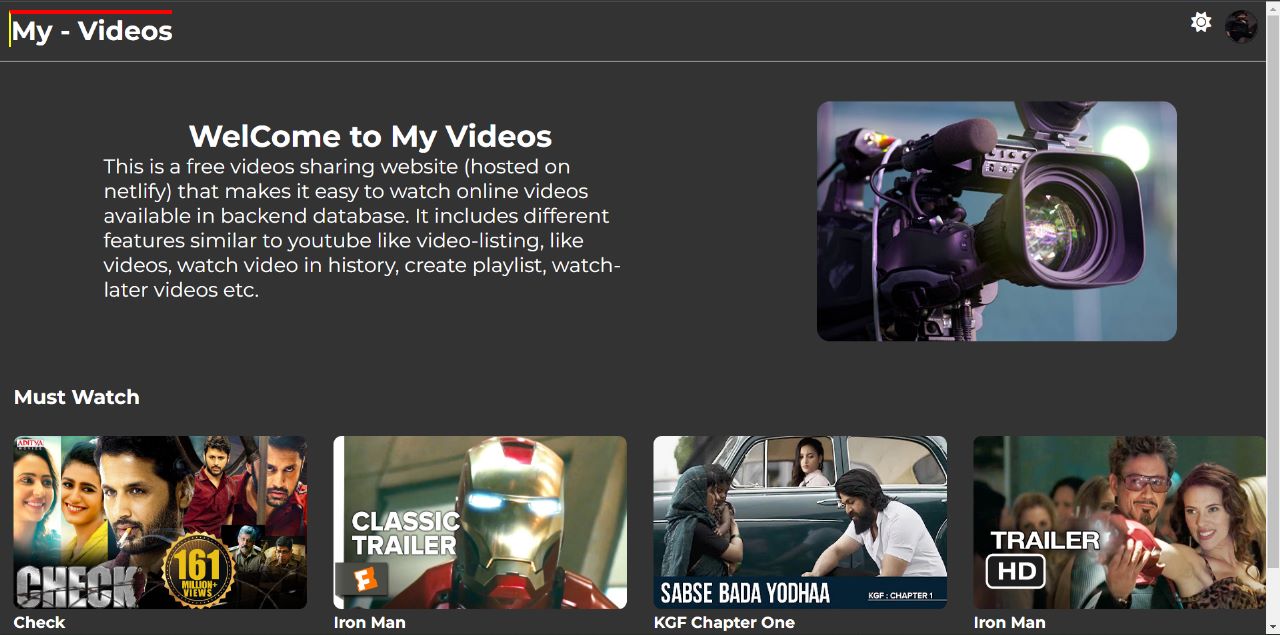 My - Videos
WelCome to My Videos
This is a free videos sharing website (hosted on
netlify) that makes it easy to watch online videos
available in backend database. It includes different
features similar to youtube like video-listing, like
videos, watch video in history, create playlist, watch-
later videos etc.
Must Watch
ADITYA
MOVIES
CHECK
161
MILLION+
VIEWS
CLASSIC
TRAILER
F
SABSE BADA YODHAA
KGF : CHAPTER 1
TRAILER
HD
Check
Iron Man
KGF Chapter One
Iron Man